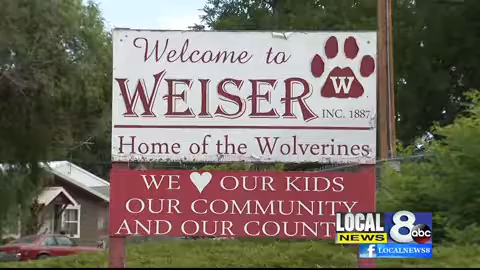 Welcome to
WEISER
W
INC. 1887
Home of the Wolverines
WE ♥ OUR KIDS
OUR COMMUNITY
AND OUR COUNT
LOCAL
NEWS
8
abc
f LOCALNEWS8